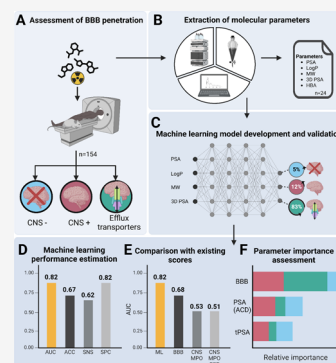 A Assessment of BBB penetration
n=154
CNS -
CNS +
Efflux
transporters
B Extraction of molecular parameters
Parameters
• PSA
• LogP
• MW
• 3D PSA
• HBA
n=24
C
Machine learning model development and validation
PSA
LogP
MW
3D PSA
5%
12%
83%
D Machine learning
performance estimation
0.82
0.67
0.62
0.82
AUC
ACC
SNS
SPC
E Comparison with existing
scores
AUC
0.82
0.68
0.53
0.51
ML
BBB
CNS
MPO
CNS
MPO
F Parameter importance
assessment
BBB
PSA
(ACD)
tPSA
Relative importance